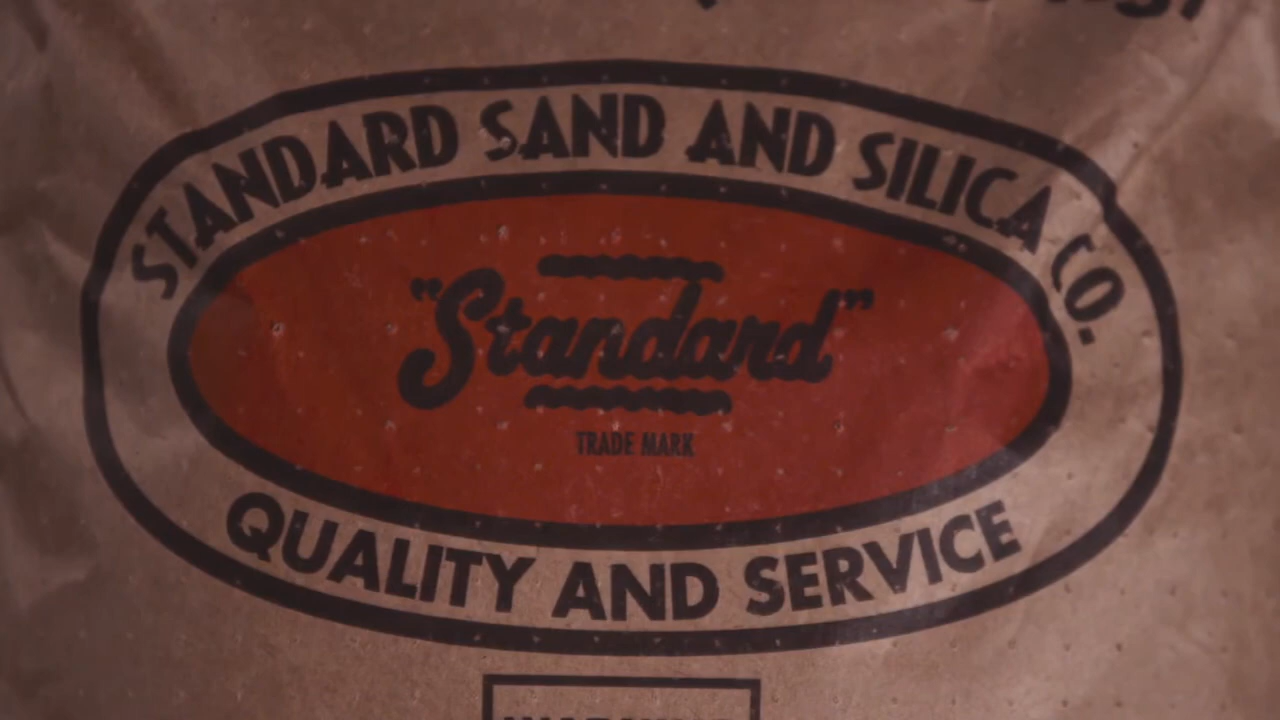 STANDARD SAND AND SILICA CO.
"Standard"
TRADE MARK
QUALITY AND SERVICE